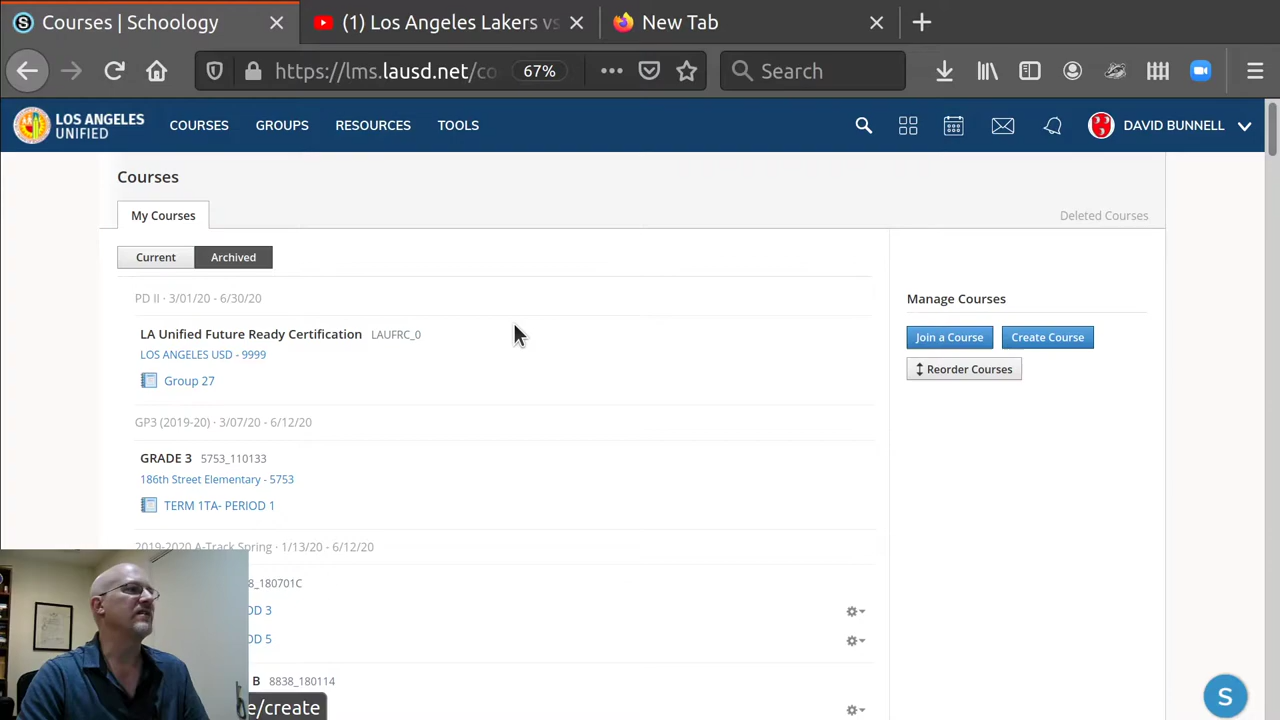 Courses | Schoology
(1) Los Angeles Lakers vs
New Tab
https://lms.lausd.net/co
67%
Search
LOS ANGELES
UNIFIED
COURSES
GROUPS
RESOURCES
TOOLS
DAVID BUNNELL
Courses
My Courses
Deleted Courses
Current
Archived
PD II · 3/01/20 - 6/30/20
LA Unified Future Ready Certification LAUFRC_0
LOS ANGELES USD - 9999
Group 27
Manage Courses
Join a Course
Create Course
Reorder Courses
GP3 (2019-20) · 3/07/20 - 6/12/20
GRADE 3 5753_110133
186th Street Elementary - 5753
TERM 1TA- PERIOD 1
2019-2020 A-Track Spring · 1/13/20 - 6/12/20
8_180701C
OD 3
OD 5
B 8838_180114
e/create
S